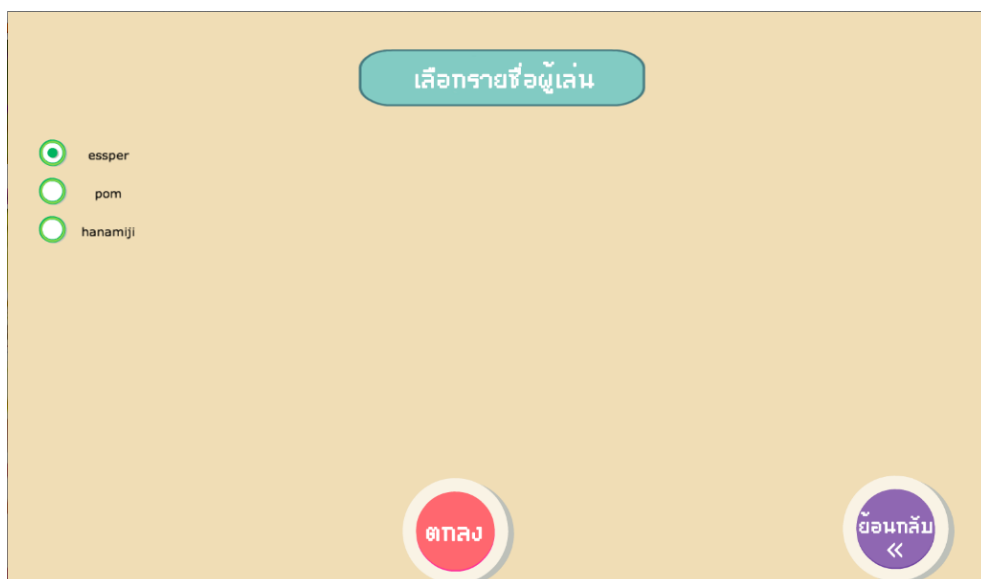 เลือกรายชื่อผู้เล่น
essper
pom
hanamiji
ตกลง
ย้อนกลับ
«